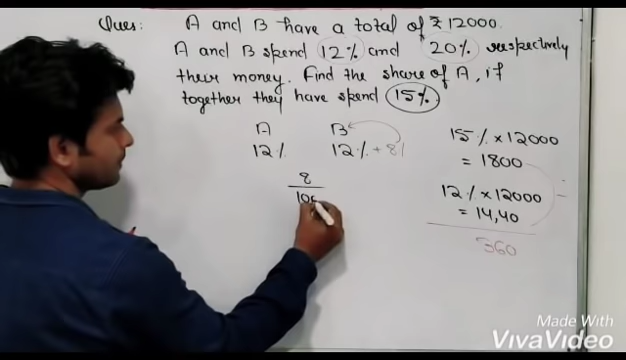 Ques: A and B have a total of ₹ 12000.
A and B spend 12% and 20% respectively
their money. Find the share of A, if
together they have spend 15%.
A B
12% 12% + 8%
8
10
15% × 12000
= 1800
12% × 12000
= 14,40
360
Made With
VivaVideo